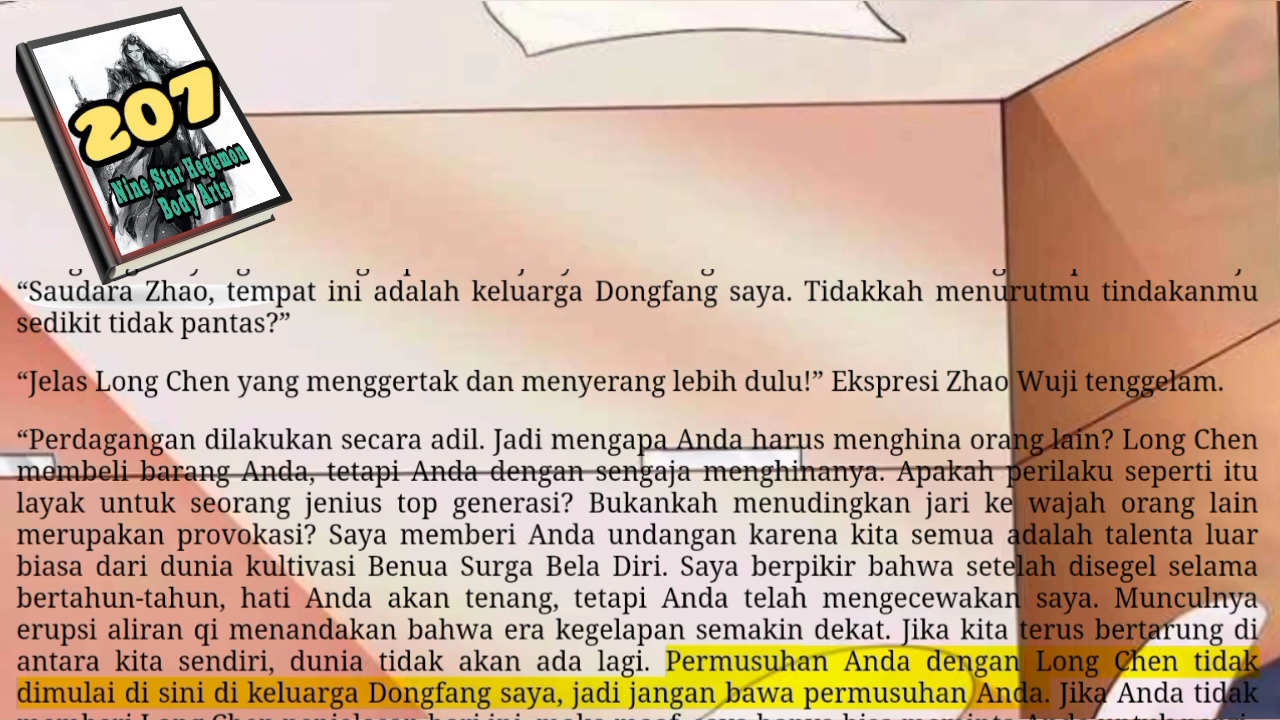 207
Nine Star Hegemon
Body Arts
“Saudara Zhao, tempat ini adalah keluarga Dongfang saya. Tidakkah menurutmu tindakanmu
sedikit tidak pantas?”
“Jelas Long Chen yang menggertak dan menyerang lebih dulu!” Ekspresi Zhao Wuji tenggelam.
“Perdagangan dilakukan secara adil. Jadi mengapa Anda harus menghina orang lain? Long Chen
membeli barang Anda, tetapi Anda dengan sengaja menghinanya. Apakah perilaku seperti itu
layak untuk seorang jenius top generasi? Bukankah menudingkan jari ke wajah orang lain
merupakan provokasi? Saya memberi Anda undangan karena kita semua adalah talenta luar
biasa dari dunia kultivasi Benua Surga Bela Diri. Saya berpikir bahwa setelah disegel selama
bertahun-tahun, hati Anda akan tenang, tetapi Anda telah mengecewakan saya. Munculnya
erupsi aliran qi menandakan bahwa era kegelapan semakin dekat. Jika kita terus bertarung di
antara kita sendiri, dunia tidak akan ada lagi. Permusuhan Anda dengan Long Chen tidak
dimulai di sini di keluarga Dongfang saya, jadi jangan bawa permusuhan Anda. Jika Anda tidak